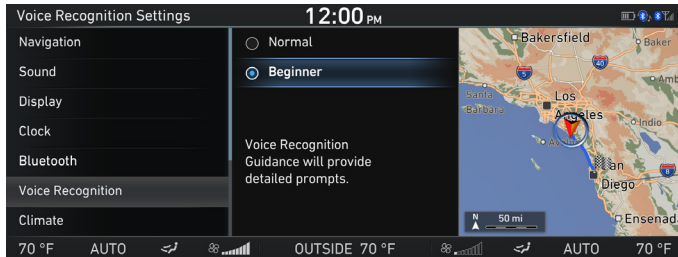 Voice Recognition Settings
12:00 PM
Navigation
Sound
Display
Clock
Bluetooth
Voice Recognition
Climate
Normal
Beginner
Voice Recognition
Guidance will provide
detailed prompts.
Bakersfield
Baker
40
5
Santa
Barbara
Los
Angeles
Indio
San
Diego
8
Ensenad
N
50 mi
70 °F
AUTO
OUTSIDE 70 °F
AUTO
70 °F